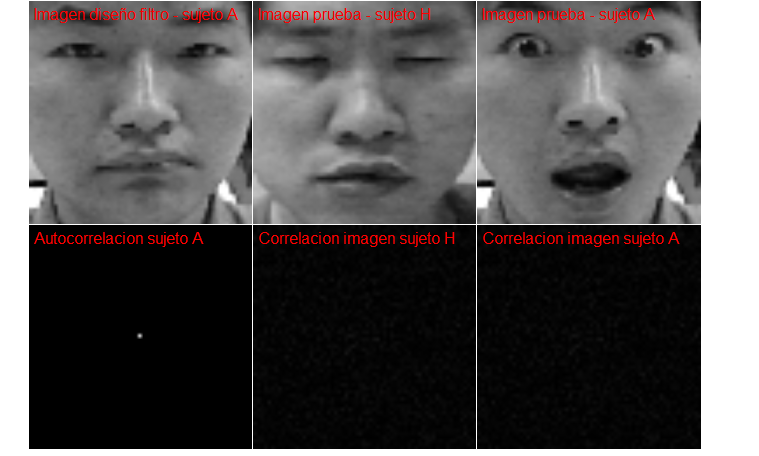 Imagen diseño filtro - sujeto A
Imagen prueba - sujeto H
Imagen prueba - sujeto A
Autocorrelacion sujeto A
Correlacion imagen sujeto H
Correlacion imagen sujeto A